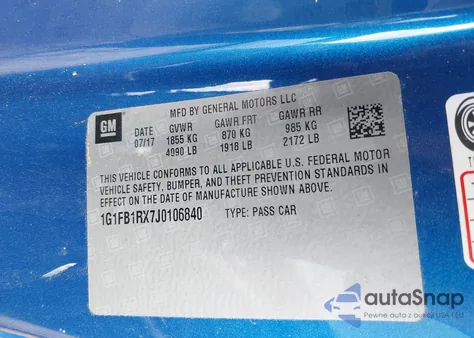 MFD BY GENERAL MOTORS LLC
GM DATE GVWR GAWR FRT GAWR RR
07/17 1855 KG 870 KG 985 KG
4090 LB 1918 LB 2172 LB
THIS VEHICLE CONFORMS TO ALL APPLICABLE U.S. FEDERAL MOTOR
VEHICLE SAFETY, BUMPER, AND THEFT PREVENTION STANDARDS IN
EFFECT ON THE DATE OF MANUFACTURE SHOWN ABOVE.
1G1FB1RX7J0106840 TYPE: PASS CAR
autoSnap